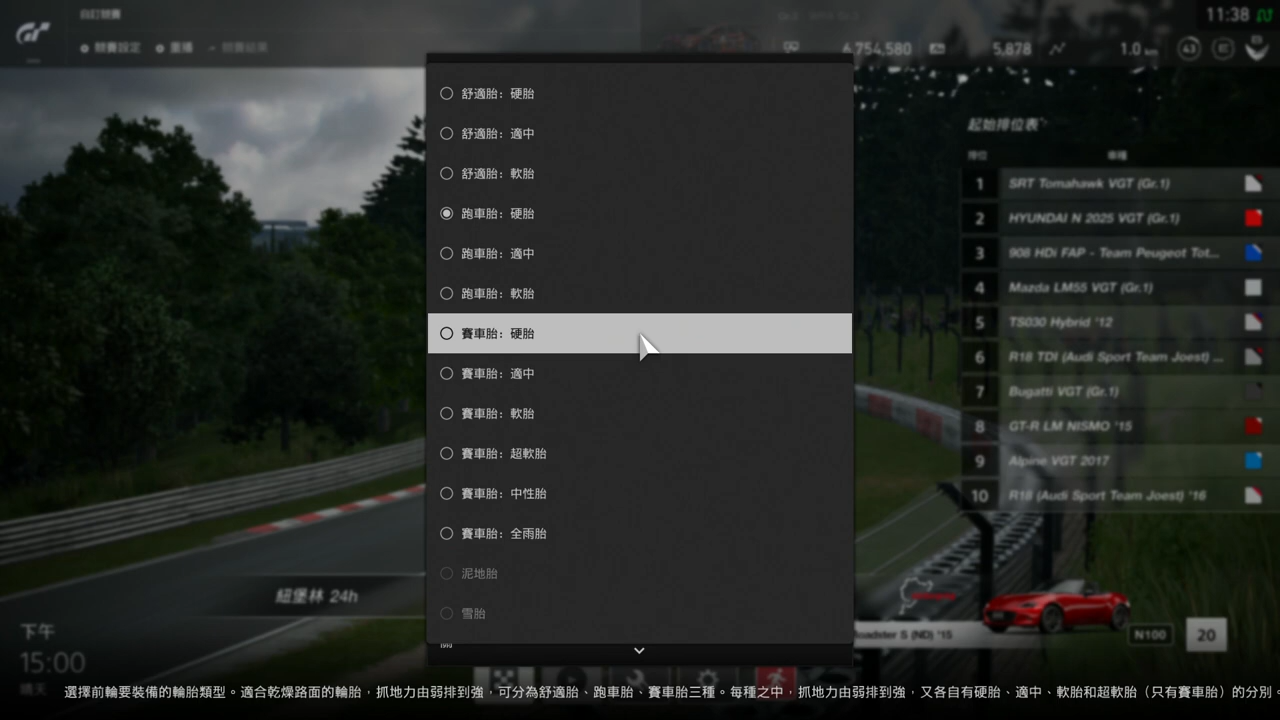 自訂競賽
11:38
競賽設定 重播 競賽結果
6,754,580
5,878
1.0 km
43
舒適胎：硬胎
舒適胎：適中
舒適胎：軟胎
跑車胎：硬胎
跑車胎：適中
跑車胎：軟胎
賽車胎：硬胎
賽車胎：適中
賽車胎：軟胎
賽車胎：超軟胎
賽車胎：中性胎
賽車胎：全雨胎
泥地胎
雪胎
起始排位表
排位 車種
1 SRT Tomahawk VGT (Gr.1)
2 HYUNDAI N 2025 VGT (Gr.1)
3 908 HDi FAP - Team Peugeot Tot...
4 Mazda LM55 VGT (Gr.1)
5 TS030 Hybrid '12
6 R18 TDI (Audi Sport Team Joest) ...
7 Bugatti VGT (Gr.1)
8 GT-R LM NISMO '15
9 Alpine VGT 2017
10 R18 (Audi Sport Team Joest) '16
紐堡林 24h
下午
15:00
晴天
Roadster S (ND) '15
N100
20
選擇前輪要裝備的輪胎類型。適合乾燥路面的輪胎，抓地力由弱排到強，可分為舒適胎、跑車胎、賽車胎三種。每種之中，抓地力由弱排到強，又各自有硬胎、適中、軟胎和超軟胎（只有賽車胎）的分別。